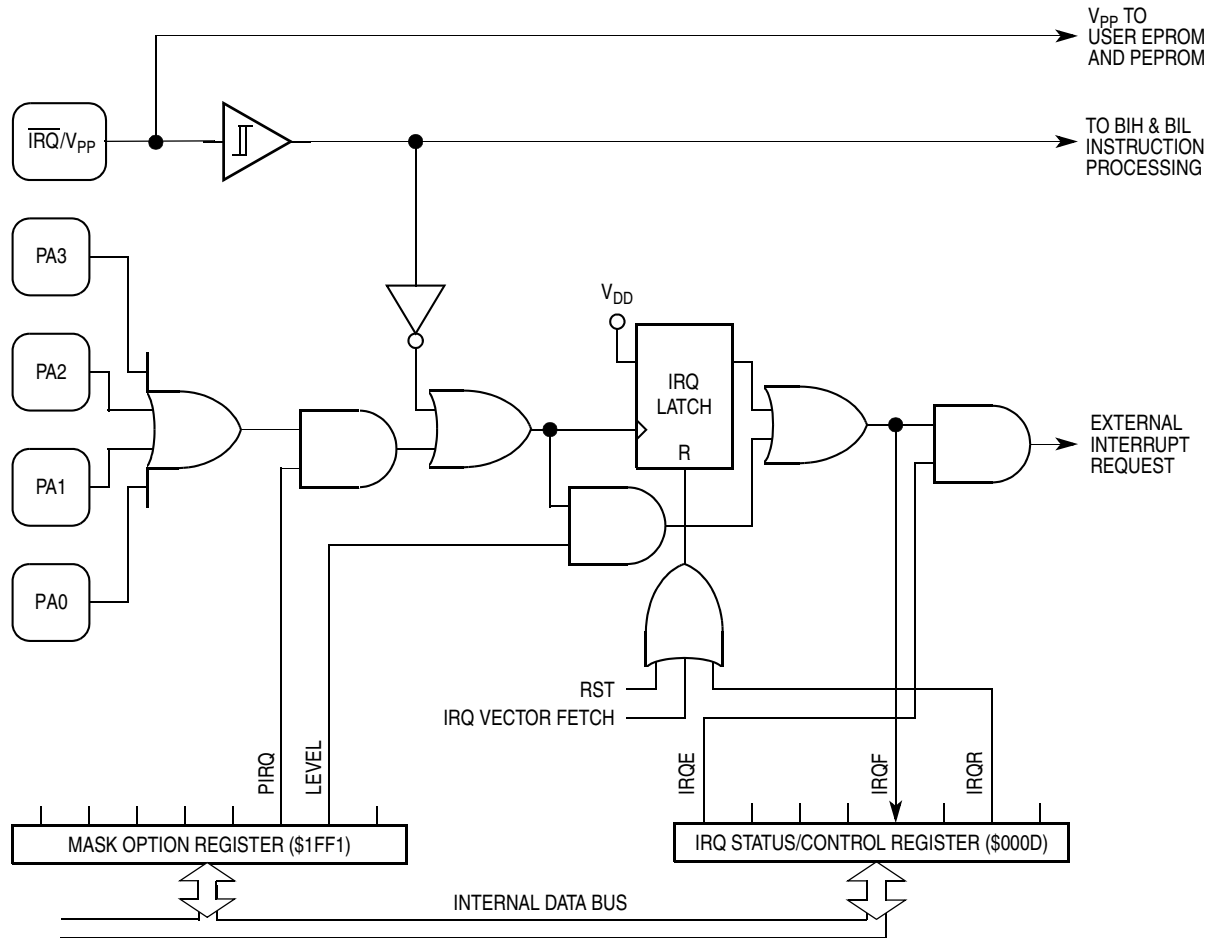 V_PP TO
USER EPROM
AND PEPROM
IRQ/V_PP
TO BIH & BIL
INSTRUCTION
PROCESSING
PA3
V_DD
PA2
IRQ
LATCH
R
EXTERNAL
INTERRUPT
REQUEST
PA1
PA0
RST
IRQ VECTOR FETCH
PIRQ
LEVEL
IRQE
IRQF
IRQR
MASK OPTION REGISTER ($1FF1)
IRQ STATUS/CONTROL REGISTER ($000D)
INTERNAL DATA BUS